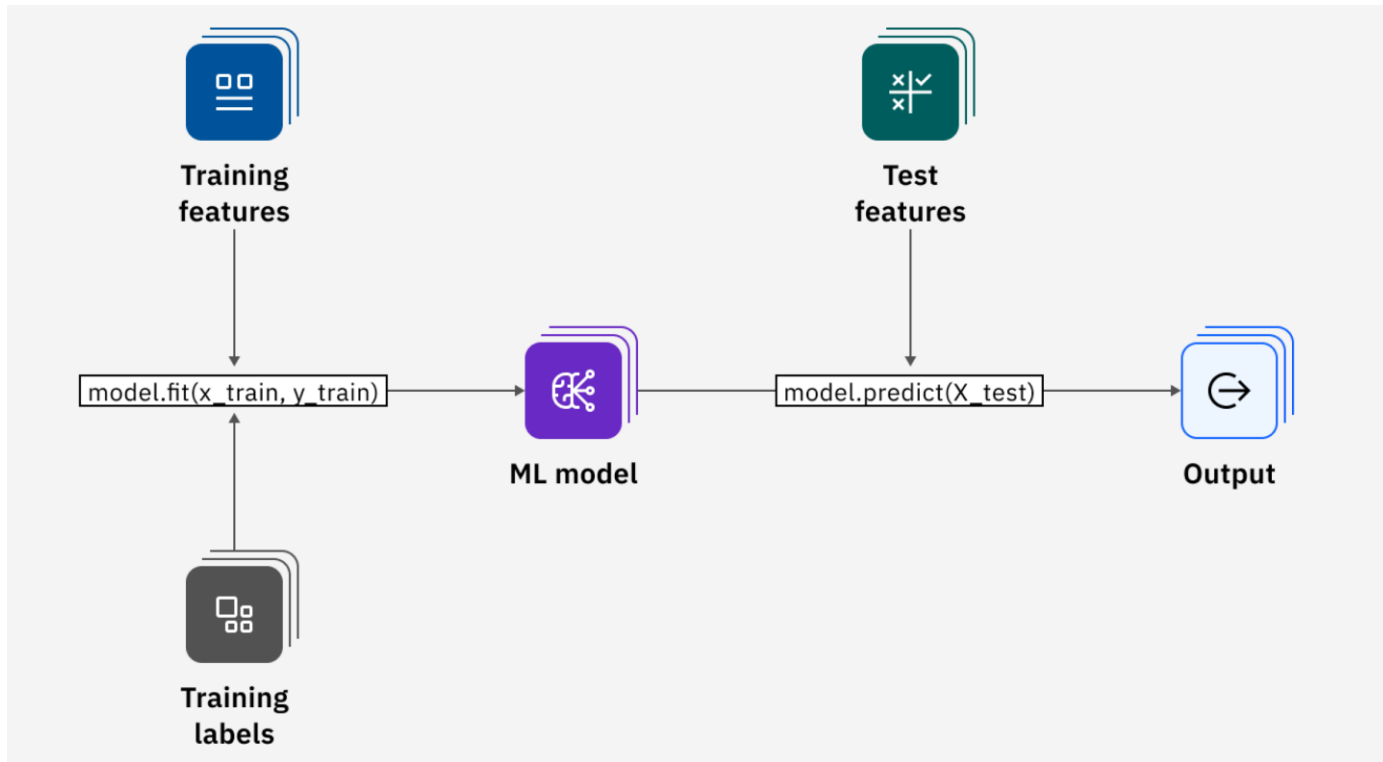 Training
features
Test
features
model.fit(x_train, y_train)
model.predict(X_test)
ML model
Output
Training
labels